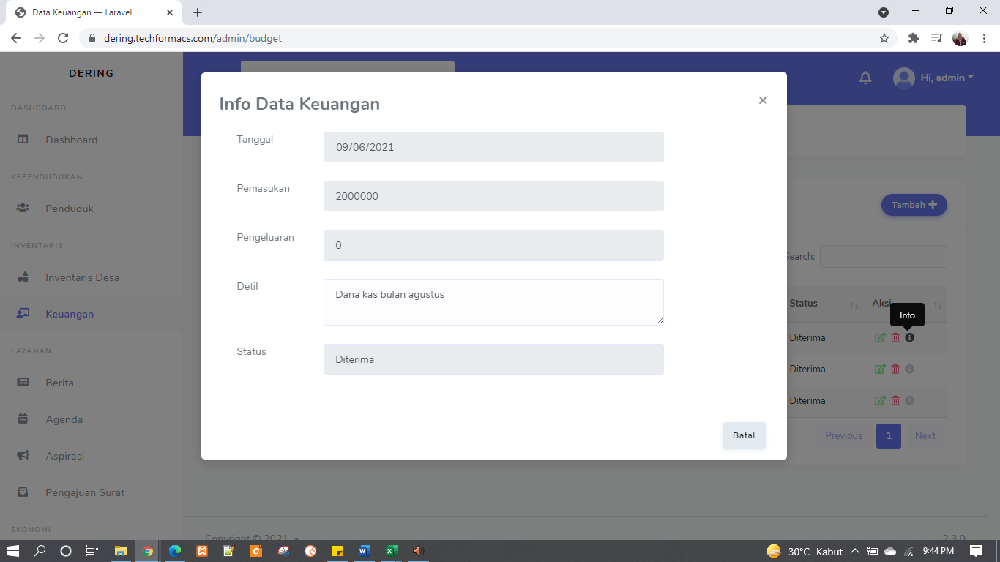 Data Keuangan — Laravel
dering.techformacs.com/admin/budget
DERING
Hi, admin
DASHBOARD
Dashboard
KEPENDUDUKAN
Penduduk
INVENTARIS
Inventaris Desa
Keuangan
LAYANAN
Berita
Agenda
Aspirasi
Pengajuan Surat
EKONOMI
Info Data Keuangan
×
Tanggal
09/06/2021
Pemasukan
2000000
Pengeluaran
0
Detil
Dana kas bulan agustus
Status
Diterima
Batal
Tambah
Search:
Status
Aksi
Info
Diterima
Diterima
Diterima
Previous
1
Next
Copyright © 2021 •
2.3.0
30°C Kabut
9:44 PM